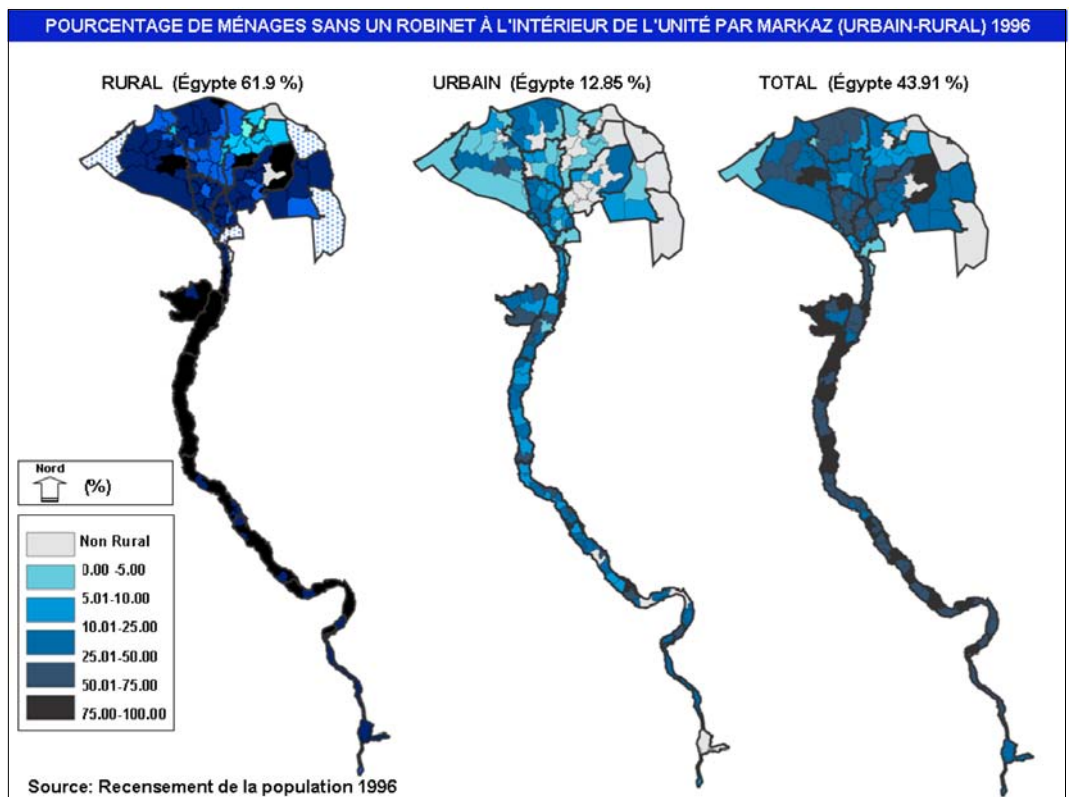 POURCENTAGE DE MÉNAGES SANS UN ROBINET À L'INTÉRIEUR DE L'UNITÉ PAR MARKAZ (URBAIN-RURAL) 1996
RURAL (Égypte 61.9 %)
URBAIN (Égypte 12.85 %)
TOTAL (Égypte 43.91 %)
Nord
(%)
Non Rural
0.00 -5.00
5.01-10.00
10.01-25.00
25.01-50.00
50.01-75.00
75.00-100.00
Source: Recensement de la population 1996